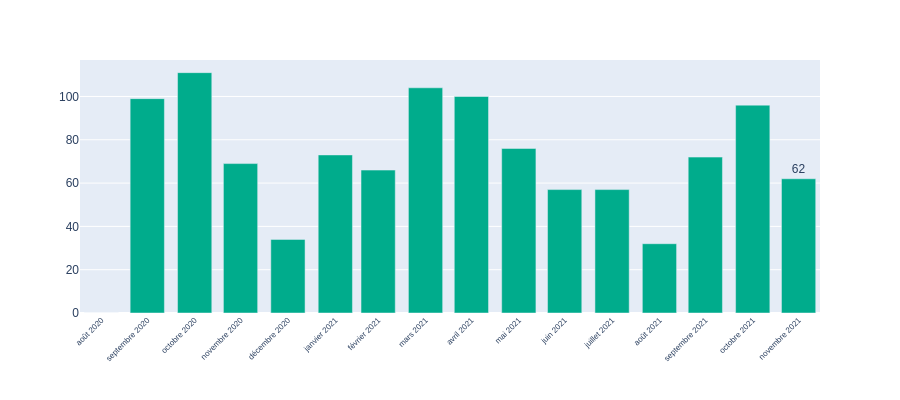 100
80
60
40
20
0
62
août 2020
septembre 2020
octobre 2020
novembre 2020
décembre 2020
janvier 2021
février 2021
mars 2021
avril 2021
mai 2021
juin 2021
juillet 2021
août 2021
septembre 2021
octobre 2021
novembre 2021